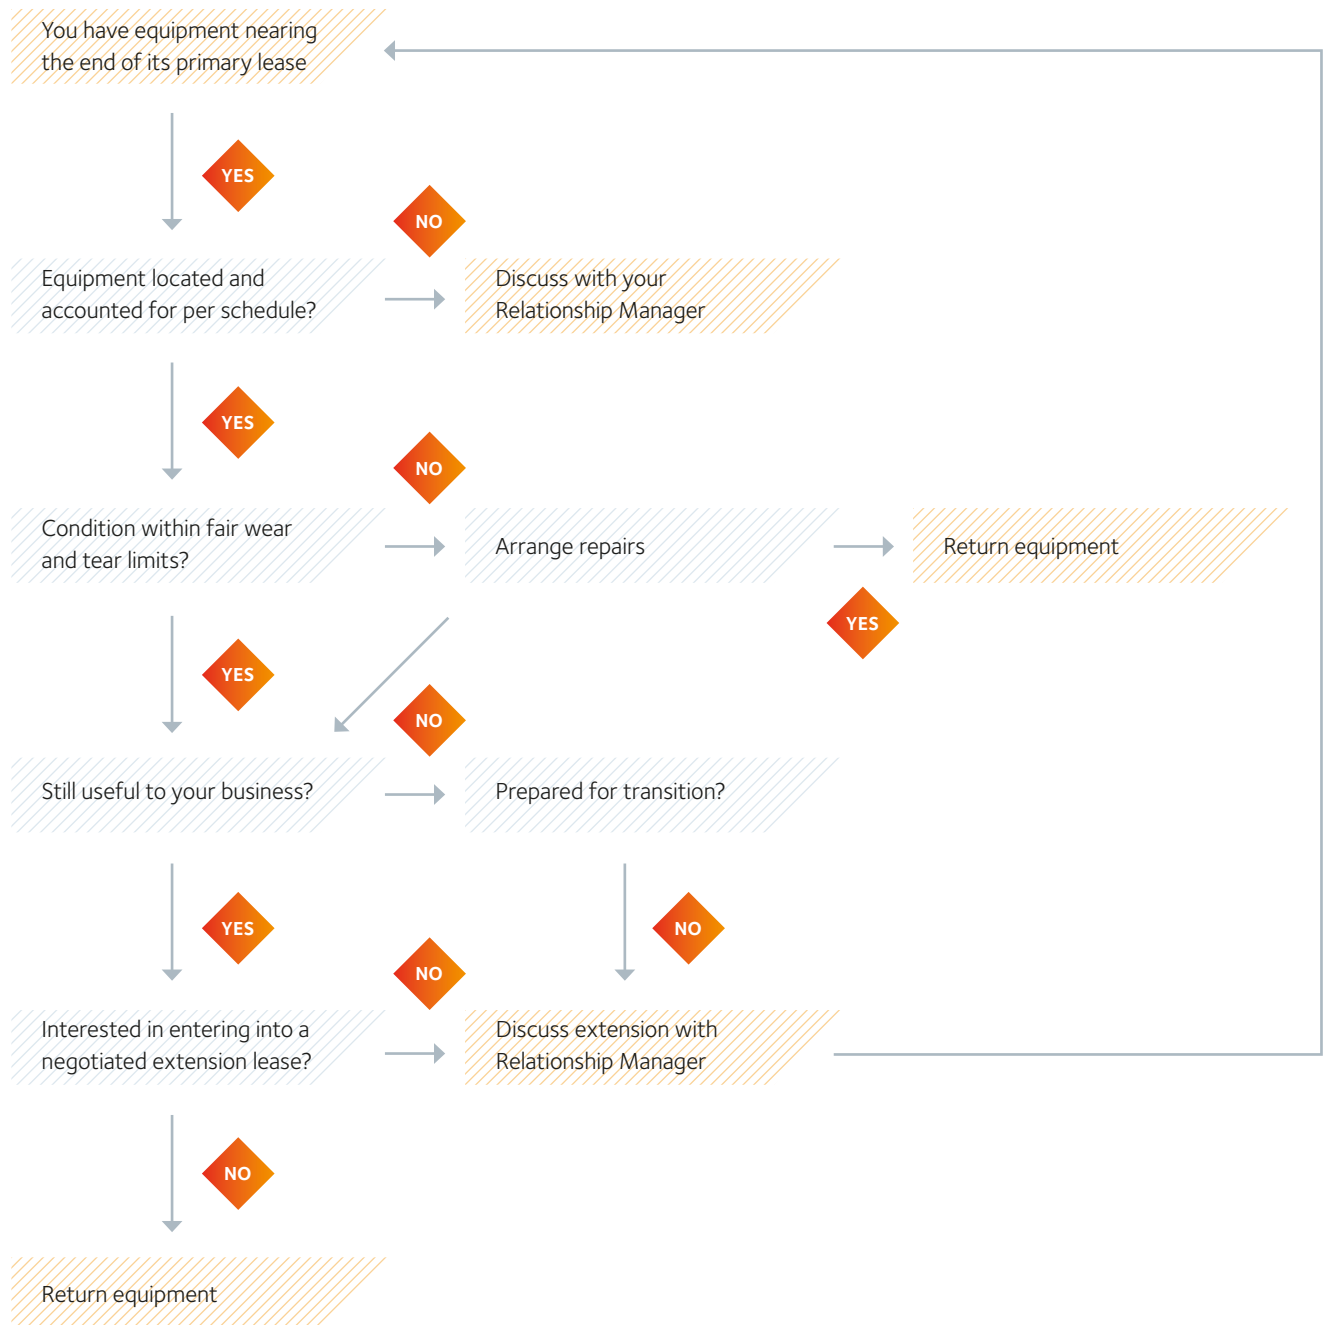 You have equipment nearing
the end of its primary lease
YES
NO
Equipment located and
accounted for per schedule?
Discuss with your
Relationship Manager
YES
NO
Condition within fair wear
and tear limits?
Arrange repairs
Return equipment
YES
YES
NO
Still useful to your business?
Prepared for transition?
YES
NO
NO
Interested in entering into a
negotiated extension lease?
Discuss extension with
Relationship Manager
NO
Return equipment